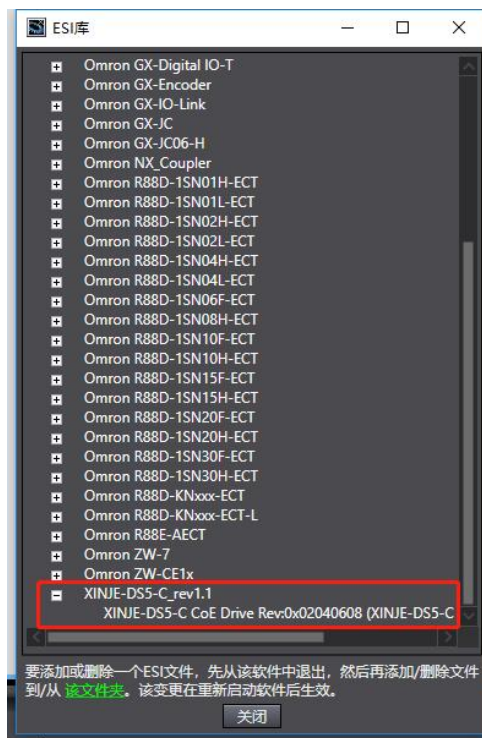 ESI库
Omron GX-Digital IO-T
Omron GX-Encoder
Omron GX-IO-Link
Omron GX-JC
Omron GX-JC06-H
Omron NX_Coupler
Omron R88D-1SN01H-ECT
Omron R88D-1SN01L-ECT
Omron R88D-1SN02H-ECT
Omron R88D-1SN02L-ECT
Omron R88D-1SN04H-ECT
Omron R88D-1SN04L-ECT
Omron R88D-1SN06F-ECT
Omron R88D-1SN08H-ECT
Omron R88D-1SN10F-ECT
Omron R88D-1SN10H-ECT
Omron R88D-1SN15F-ECT
Omron R88D-1SN15H-ECT
Omron R88D-1SN20F-ECT
Omron R88D-1SN20H-ECT
Omron R88D-1SN30F-ECT
Omron R88D-1SN30H-ECT
Omron R88D-KNxxx-ECT
Omron R88D-KNxxx-ECT-L
Omron R88E-AECT
Omron ZW-7
Omron ZW-CE1x
XINJE-DS5-C_rev1.1
XINJE-DS5-C CoE Drive Rev:0x02040608 (XINJE-DS5-C
要添加或删除一个ESI文件，先从该软件中退出，然后再添加/删除文件
到/从 该文件夹。该变更在重新启动软件后生效。
关闭